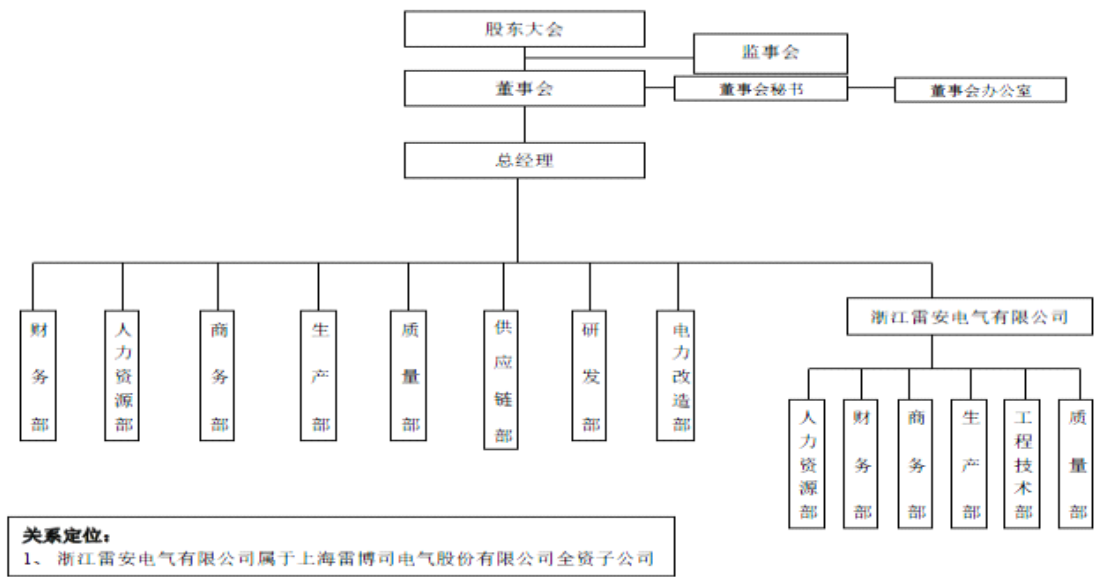 股东大会
监事会
董事会
董事会秘书
董事会办公室
总经理
财务部
人力资源部
商务部
生产部
质量部
供应链部
研发部
电力改造部
浙江雷安电气有限公司
人力资源部
财务部
商务部
生产部
工程技术部
质量部
关系定位：
1、 浙江雷安电气有限公司属于上海雷博司电气股份有限公司全资子公司